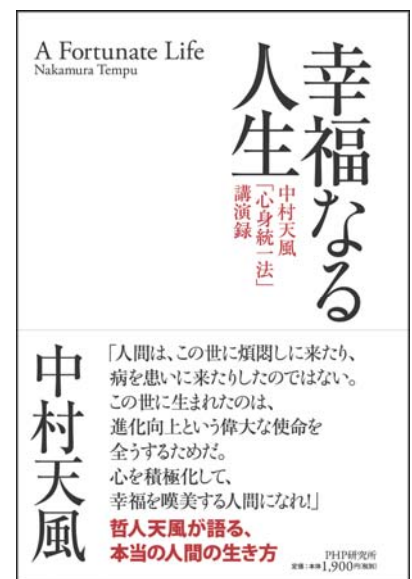 A Fortunate Life
Nakamura Tempu
幸福なる
人生
中村天風
「心身統一法」
講演録
中村天風
「人間は、この世に煩悶しに来たり、
病を患いに来たりしたのではない。
この世に生まれたのは、
進化向上という偉大な使命を
全うするためだ。
心を積極化して、
幸福を嘆美する人間になれ!」
哲人天風が語る、
本当の人間の生き方
PHP研究所
定価:本体1,900円(税別)